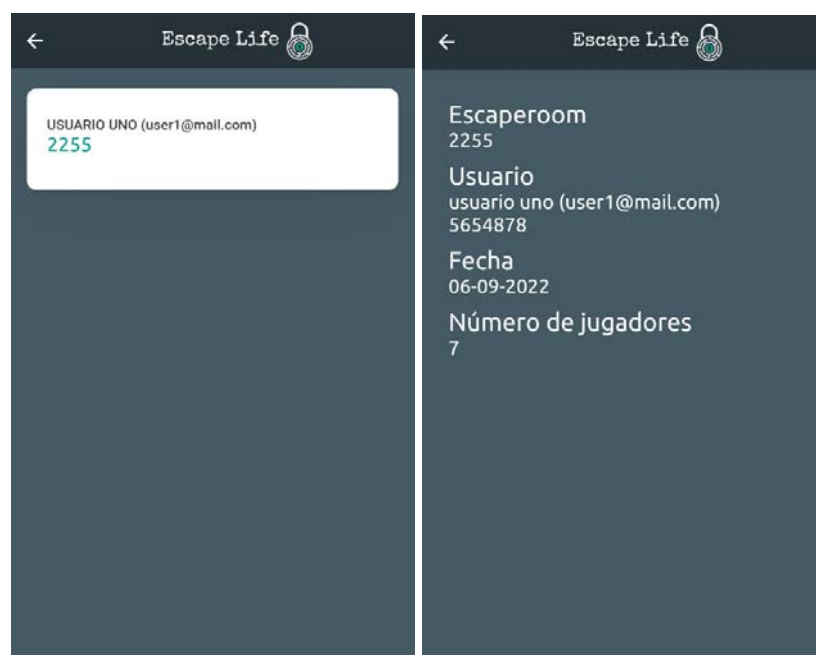 Escape Life
USUARIO UNO (user1@mail.com)
2255
Escape Life
Escaperoom
2255
Usuario
usuario uno (user1@mail.com)
5654878
Fecha
06-09-2022
Número de jugadores
7